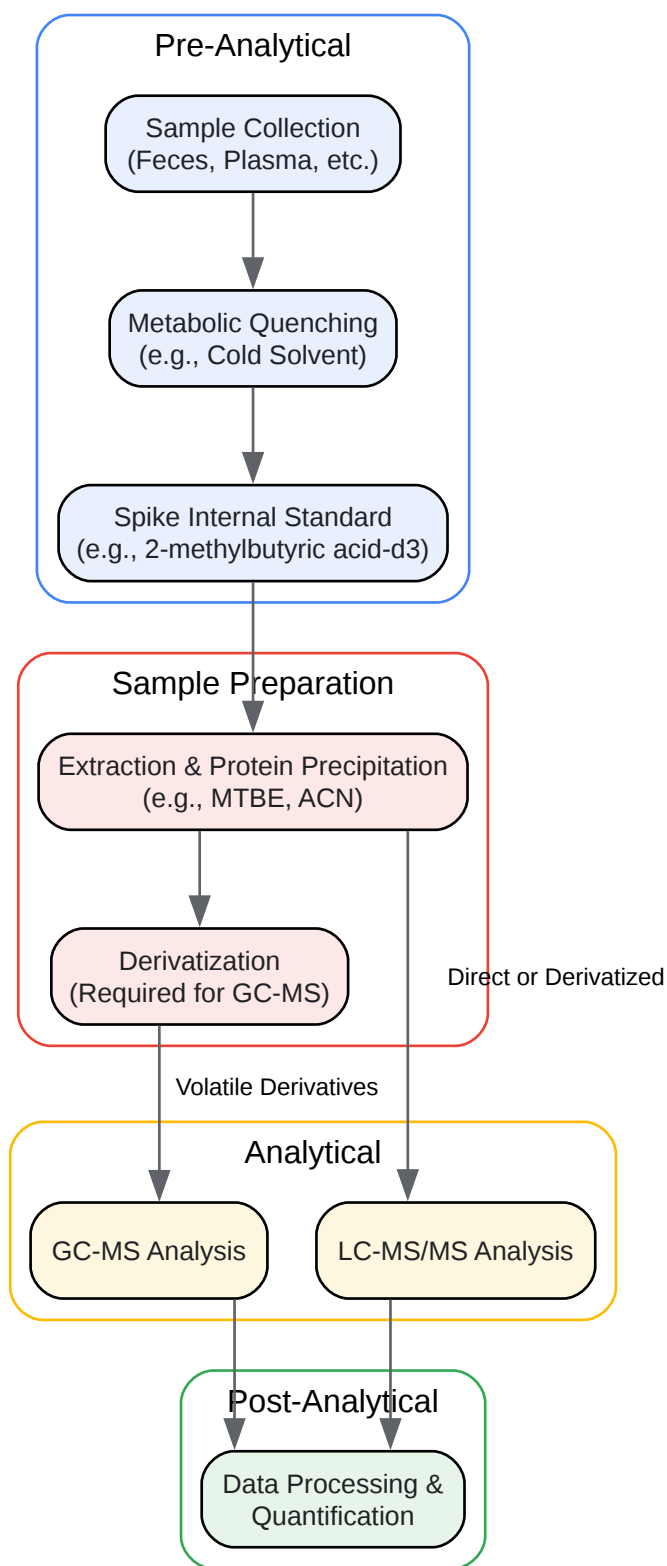 Pre-Analytical
Sample Collection
(Feces, Plasma, etc.)
Metabolic Quenching
(e.g., Cold Solvent)
Spike Internal Standard
(e.g., 2-methylbutyric acid-d3)
Sample Preparation
Extraction & Protein Precipitation
(e.g., MTBE, ACN)
Derivatization
(Required for GC-MS)
Direct or Derivatized
Volatile Derivatives
Analytical
GC-MS Analysis
LC-MS/MS Analysis
Post-Analytical
Data Processing &
Quantification